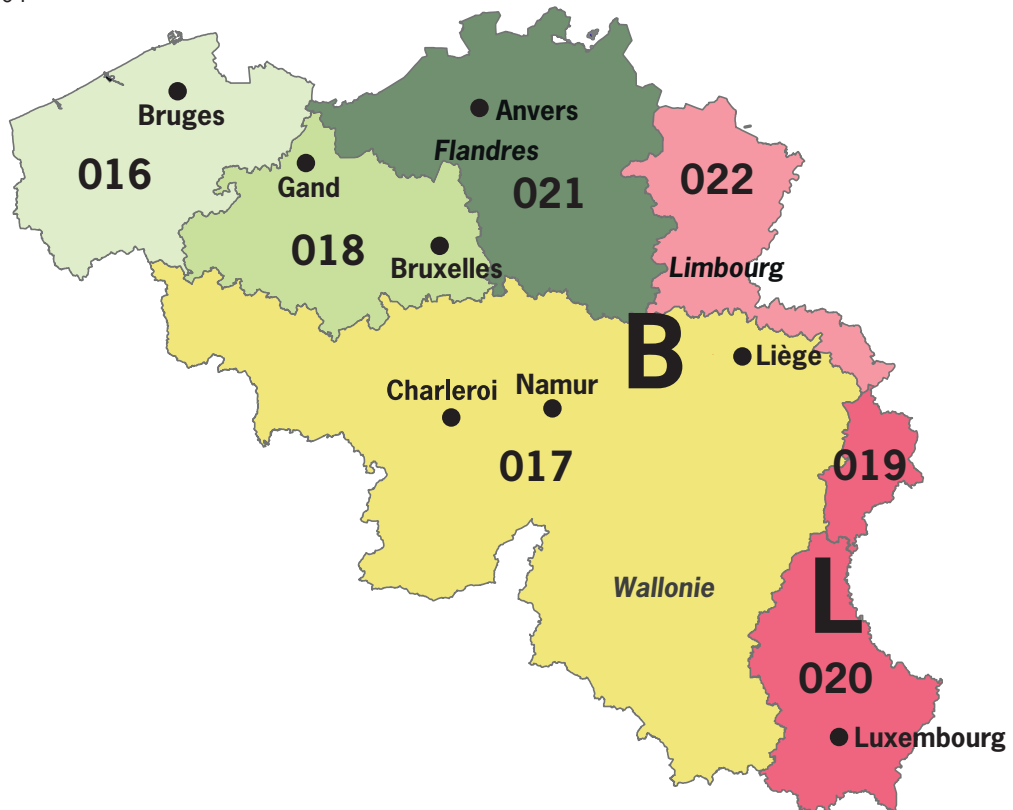 Bruges
Anvers
Flandres
016
Gand
022
021
018
Bruxelles
Limbourg
B
Liège
Charleroi
Namur
017
019
Wallonie
L
020
Luxembourg